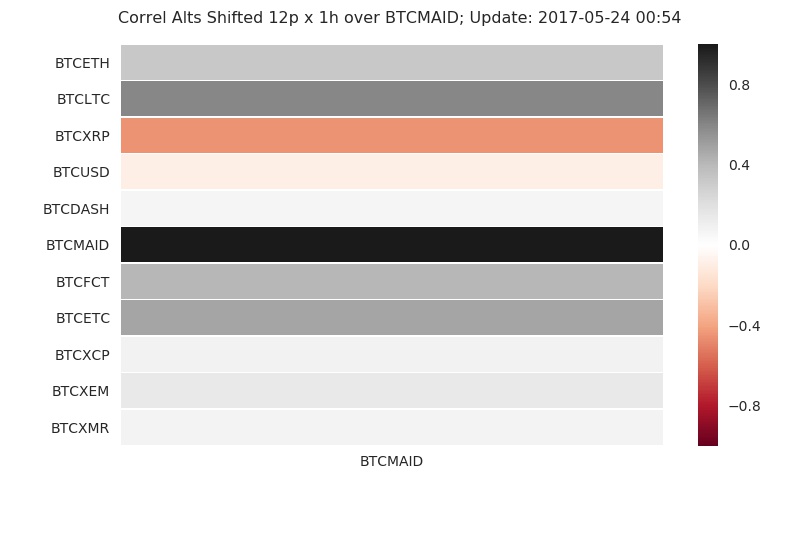 Correl Alts Shifted 12p x 1h over BTCMAID; Update: 2017-05-24 00:54
BTCETH
BTCLTC
BTCXRP
BTCUSD
BTCDASH
BTCMAID
BTCFCT
BTCETC
BTCXCP
BTCXEM
BTCXMR
BTCMAID
0.8
0.4
0.0
−0.4
−0.8